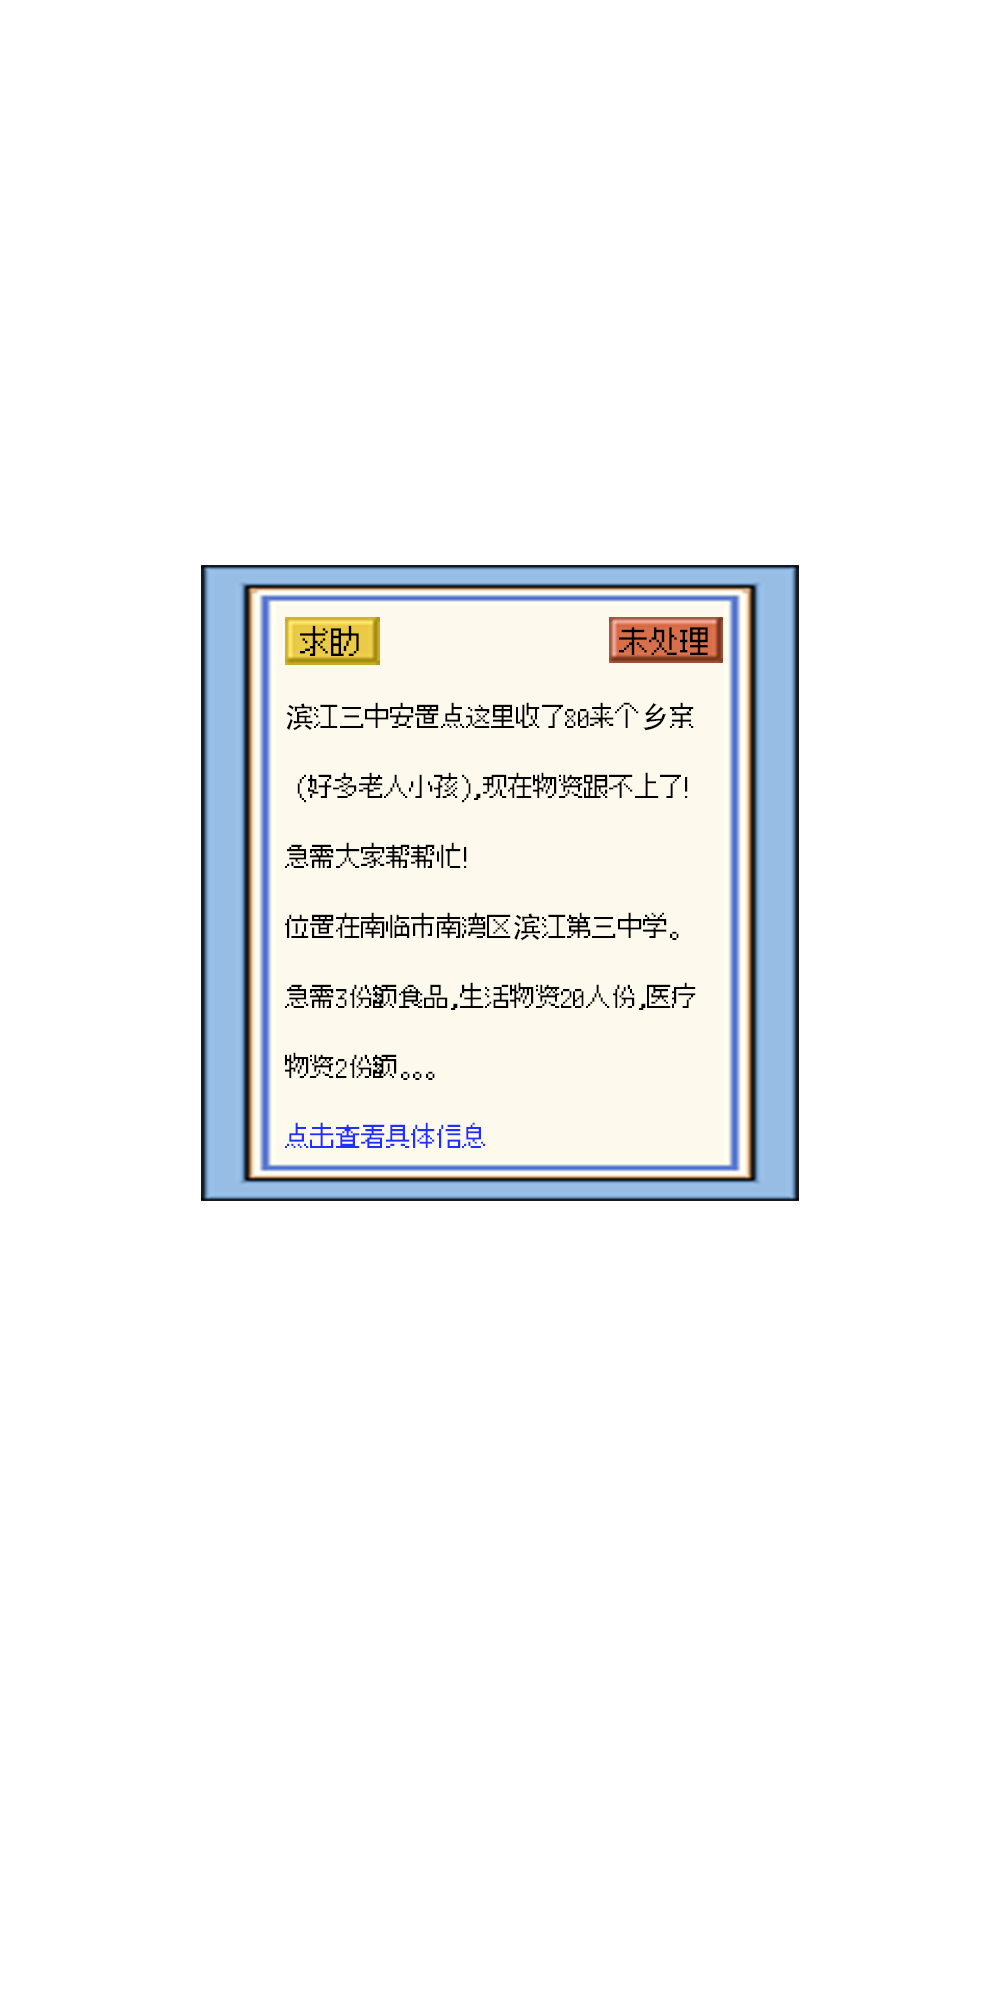 求助 未处理
滨江三中安置点这里收了80来个乡亲
(好多老人小孩),现在物资跟不上了!
急需大家帮帮忙!
位置在南临市南湾区滨江第三中学。
急需3份额食品,生活物资20人份,医疗
物资2份额。。。
点击查看具体信息